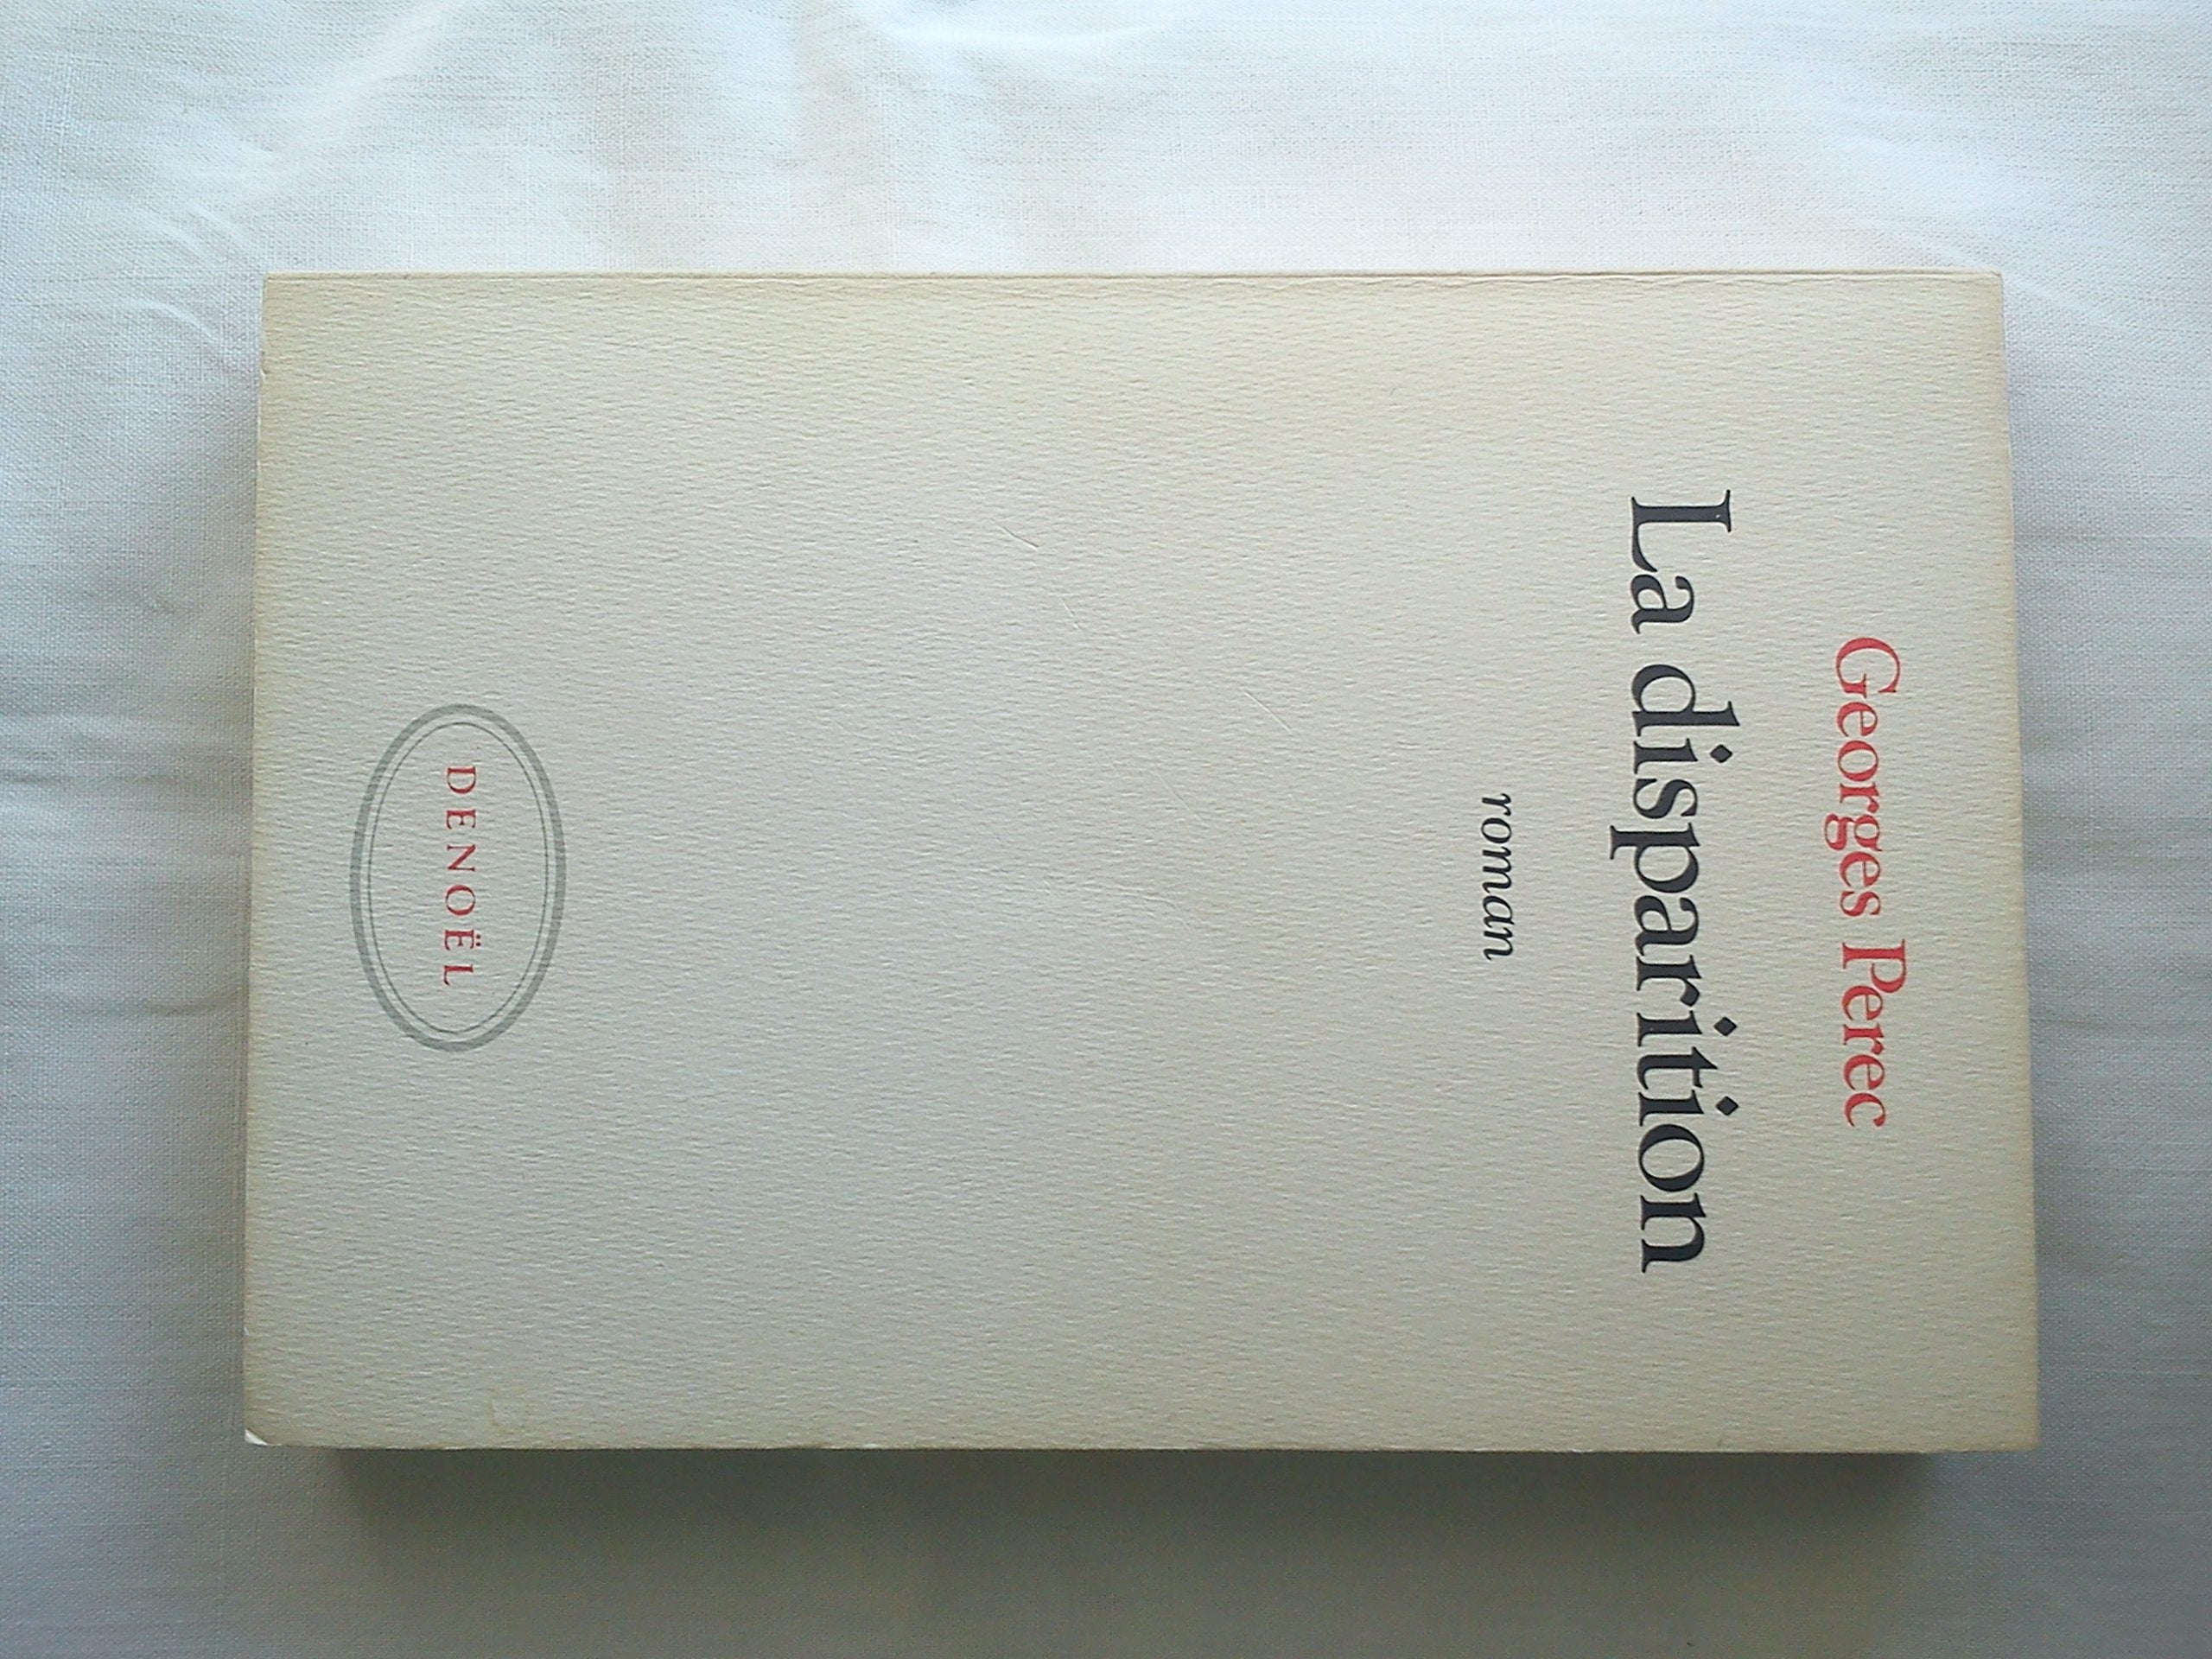 Georges Perec
La disparition
roman
DENOËL